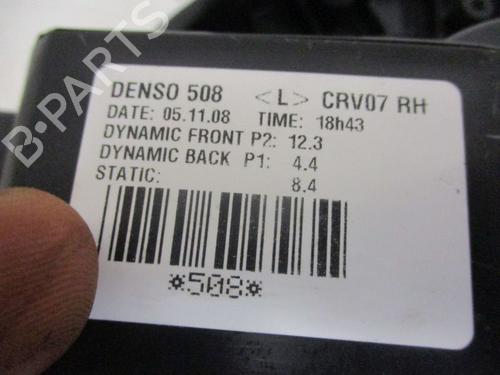 DENSO 508 <L> CRV07 RH
DATE: 05.11.08 TIME: 18h43
DYNAMIC FRONT P2: 12.3
DYNAMIC BACK P1: 4.4
STATIC: 8.4
*508*
B-PARTS